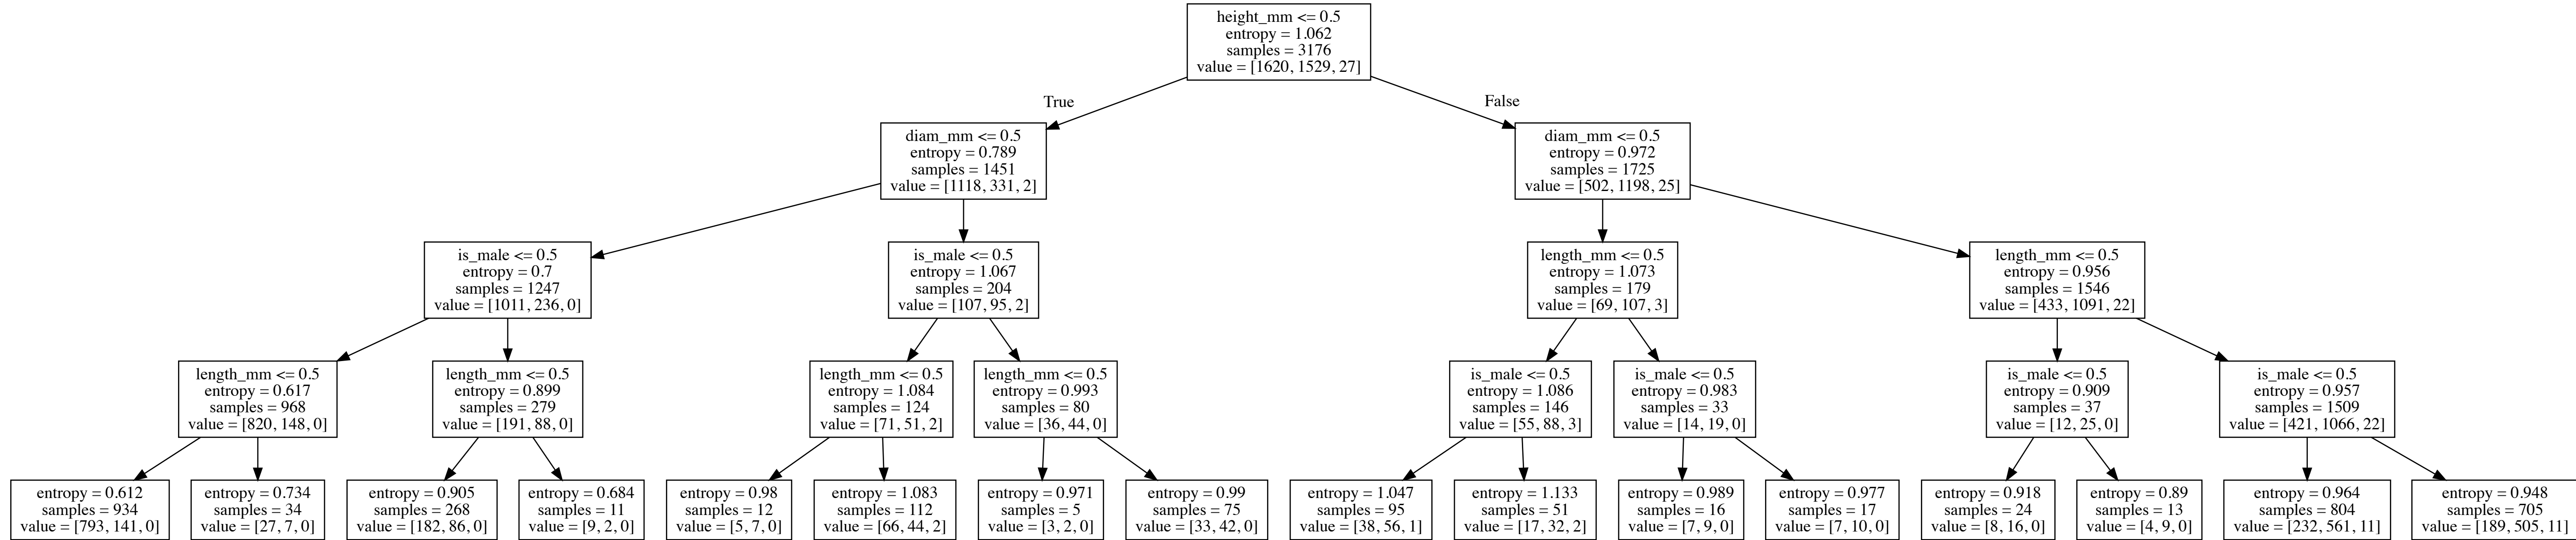 height_mm <= 0.5
entropy = 1.062
samples = 3176
value = [1620, 1529, 27]
True
False
diam_mm <= 0.5
entropy = 0.789
samples = 1451
value = [1118, 331, 2]
diam_mm <= 0.5
entropy = 0.972
samples = 1725
value = [502, 1198, 25]
is_male <= 0.5
entropy = 0.7
samples = 1247
value = [1011, 236, 0]
is_male <= 0.5
entropy = 1.067
samples = 204
value = [107, 95, 2]
length_mm <= 0.5
entropy = 1.073
samples = 179
value = [69, 107, 3]
length_mm <= 0.5
entropy = 0.956
samples = 1546
value = [433, 1091, 22]
length_mm <= 0.5
entropy = 0.617
samples = 968
value = [820, 148, 0]
length_mm <= 0.5
entropy = 0.899
samples = 279
value = [191, 88, 0]
length_mm <= 0.5
entropy = 1.084
samples = 124
value = [71, 51, 2]
length_mm <= 0.5
entropy = 0.993
samples = 80
value = [36, 44, 0]
is_male <= 0.5
entropy = 1.086
samples = 146
value = [55, 88, 3]
is_male <= 0.5
entropy = 0.983
samples = 33
value = [14, 19, 0]
is_male <= 0.5
entropy = 0.909
samples = 37
value = [12, 25, 0]
is_male <= 0.5
entropy = 0.957
samples = 1509
value = [421, 1066, 22]
entropy = 0.612
samples = 934
value = [793, 141, 0]
entropy = 0.734
samples = 34
value = [27, 7, 0]
entropy = 0.905
samples = 268
value = [182, 86, 0]
entropy = 0.684
samples = 11
value = [9, 2, 0]
entropy = 0.98
samples = 12
value = [5, 7, 0]
entropy = 1.083
samples = 112
value = [66, 44, 2]
entropy = 0.971
samples = 5
value = [3, 2, 0]
entropy = 0.99
samples = 75
value = [33, 42, 0]
entropy = 1.047
samples = 95
value = [38, 56, 1]
entropy = 1.133
samples = 51
value = [17, 32, 2]
entropy = 0.989
samples = 16
value = [7, 9, 0]
entropy = 0.977
samples = 17
value = [7, 10, 0]
entropy = 0.918
samples = 24
value = [8, 16, 0]
entropy = 0.89
samples = 13
value = [4, 9, 0]
entropy = 0.964
samples = 804
value = [232, 561, 11]
entropy = 0.948
samples = 705
value = [189, 505, 11]